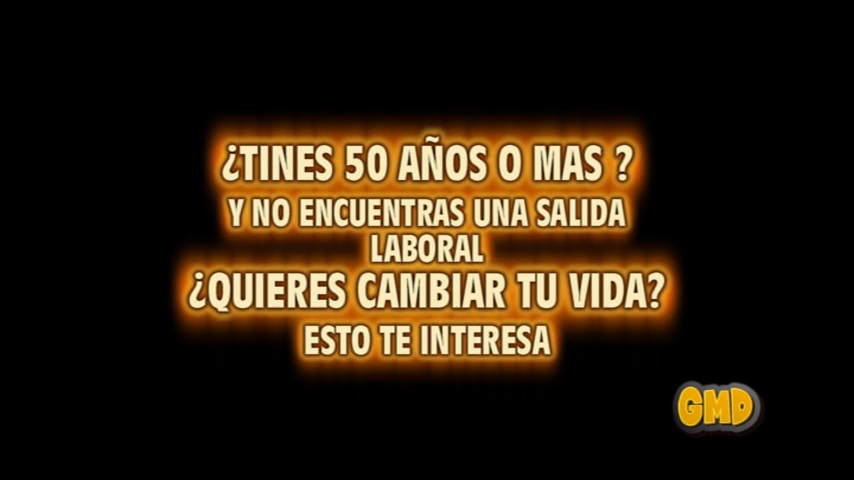 ¿TINES 50 AÑOS O MAS ?
Y NO ENCUENTRAS UNA SALIDA
LABORAL
¿QUIERES CAMBIAR TU VIDA?
ESTO TE INTERESA
GMD